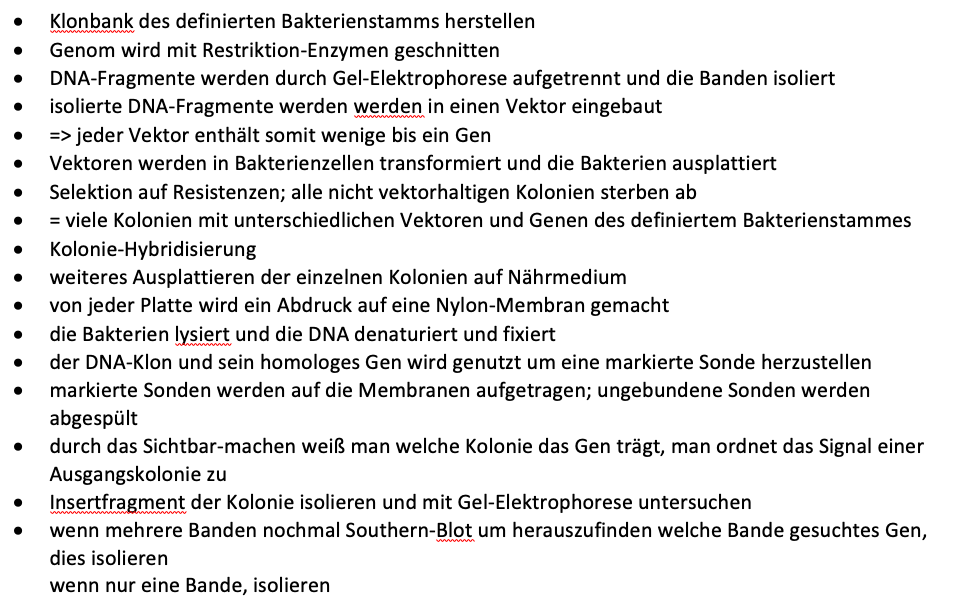 • Klonbank des definierten Bakterienstamms herstellen
• Genom wird mit Restriktion-Enzymen geschnitten
• DNA-Fragmente werden durch Gel-Elektrophorese aufgetrennt und die Banden isoliert
• isolierte DNA-Fragmente werden werden in einen Vektor eingebaut
• => jeder Vektor enthält somit wenige bis ein Gen
• Vektoren werden in Bakterienzellen transformiert und die Bakterien ausplattiert
• Selektion auf Resistenzen; alle nicht vektorhaltigen Kolonien sterben ab
• = viele Kolonien mit unterschiedlichen Vektoren und Genen des definiertem Bakterienstammes
• Kolonie-Hybridisierung
• weiteres Ausplattieren der einzelnen Kolonien auf Nährmedium
• von jeder Platte wird ein Abdruck auf eine Nylon-Membran gemacht
• die Bakterien lysiert und die DNA denaturiert und fixiert
• der DNA-Klon und sein homologes Gen wird genutzt um eine markierte Sonde herzustellen
• markierte Sonden werden auf die Membranen aufgetragen; ungebundene Sonden werden
abgespült
• durch das Sichtbar-machen weiß man welche Kolonie das Gen trägt, man ordnet das Signal einer
Ausgangskolonie zu
• Insertfragment der Kolonie isolieren und mit Gel-Elektrophorese untersuchen
• wenn mehrere Banden nochmal Southern-Blot um herauszufinden welche Bande gesuchtes Gen,
dies isolieren
wenn nur eine Bande, isolieren